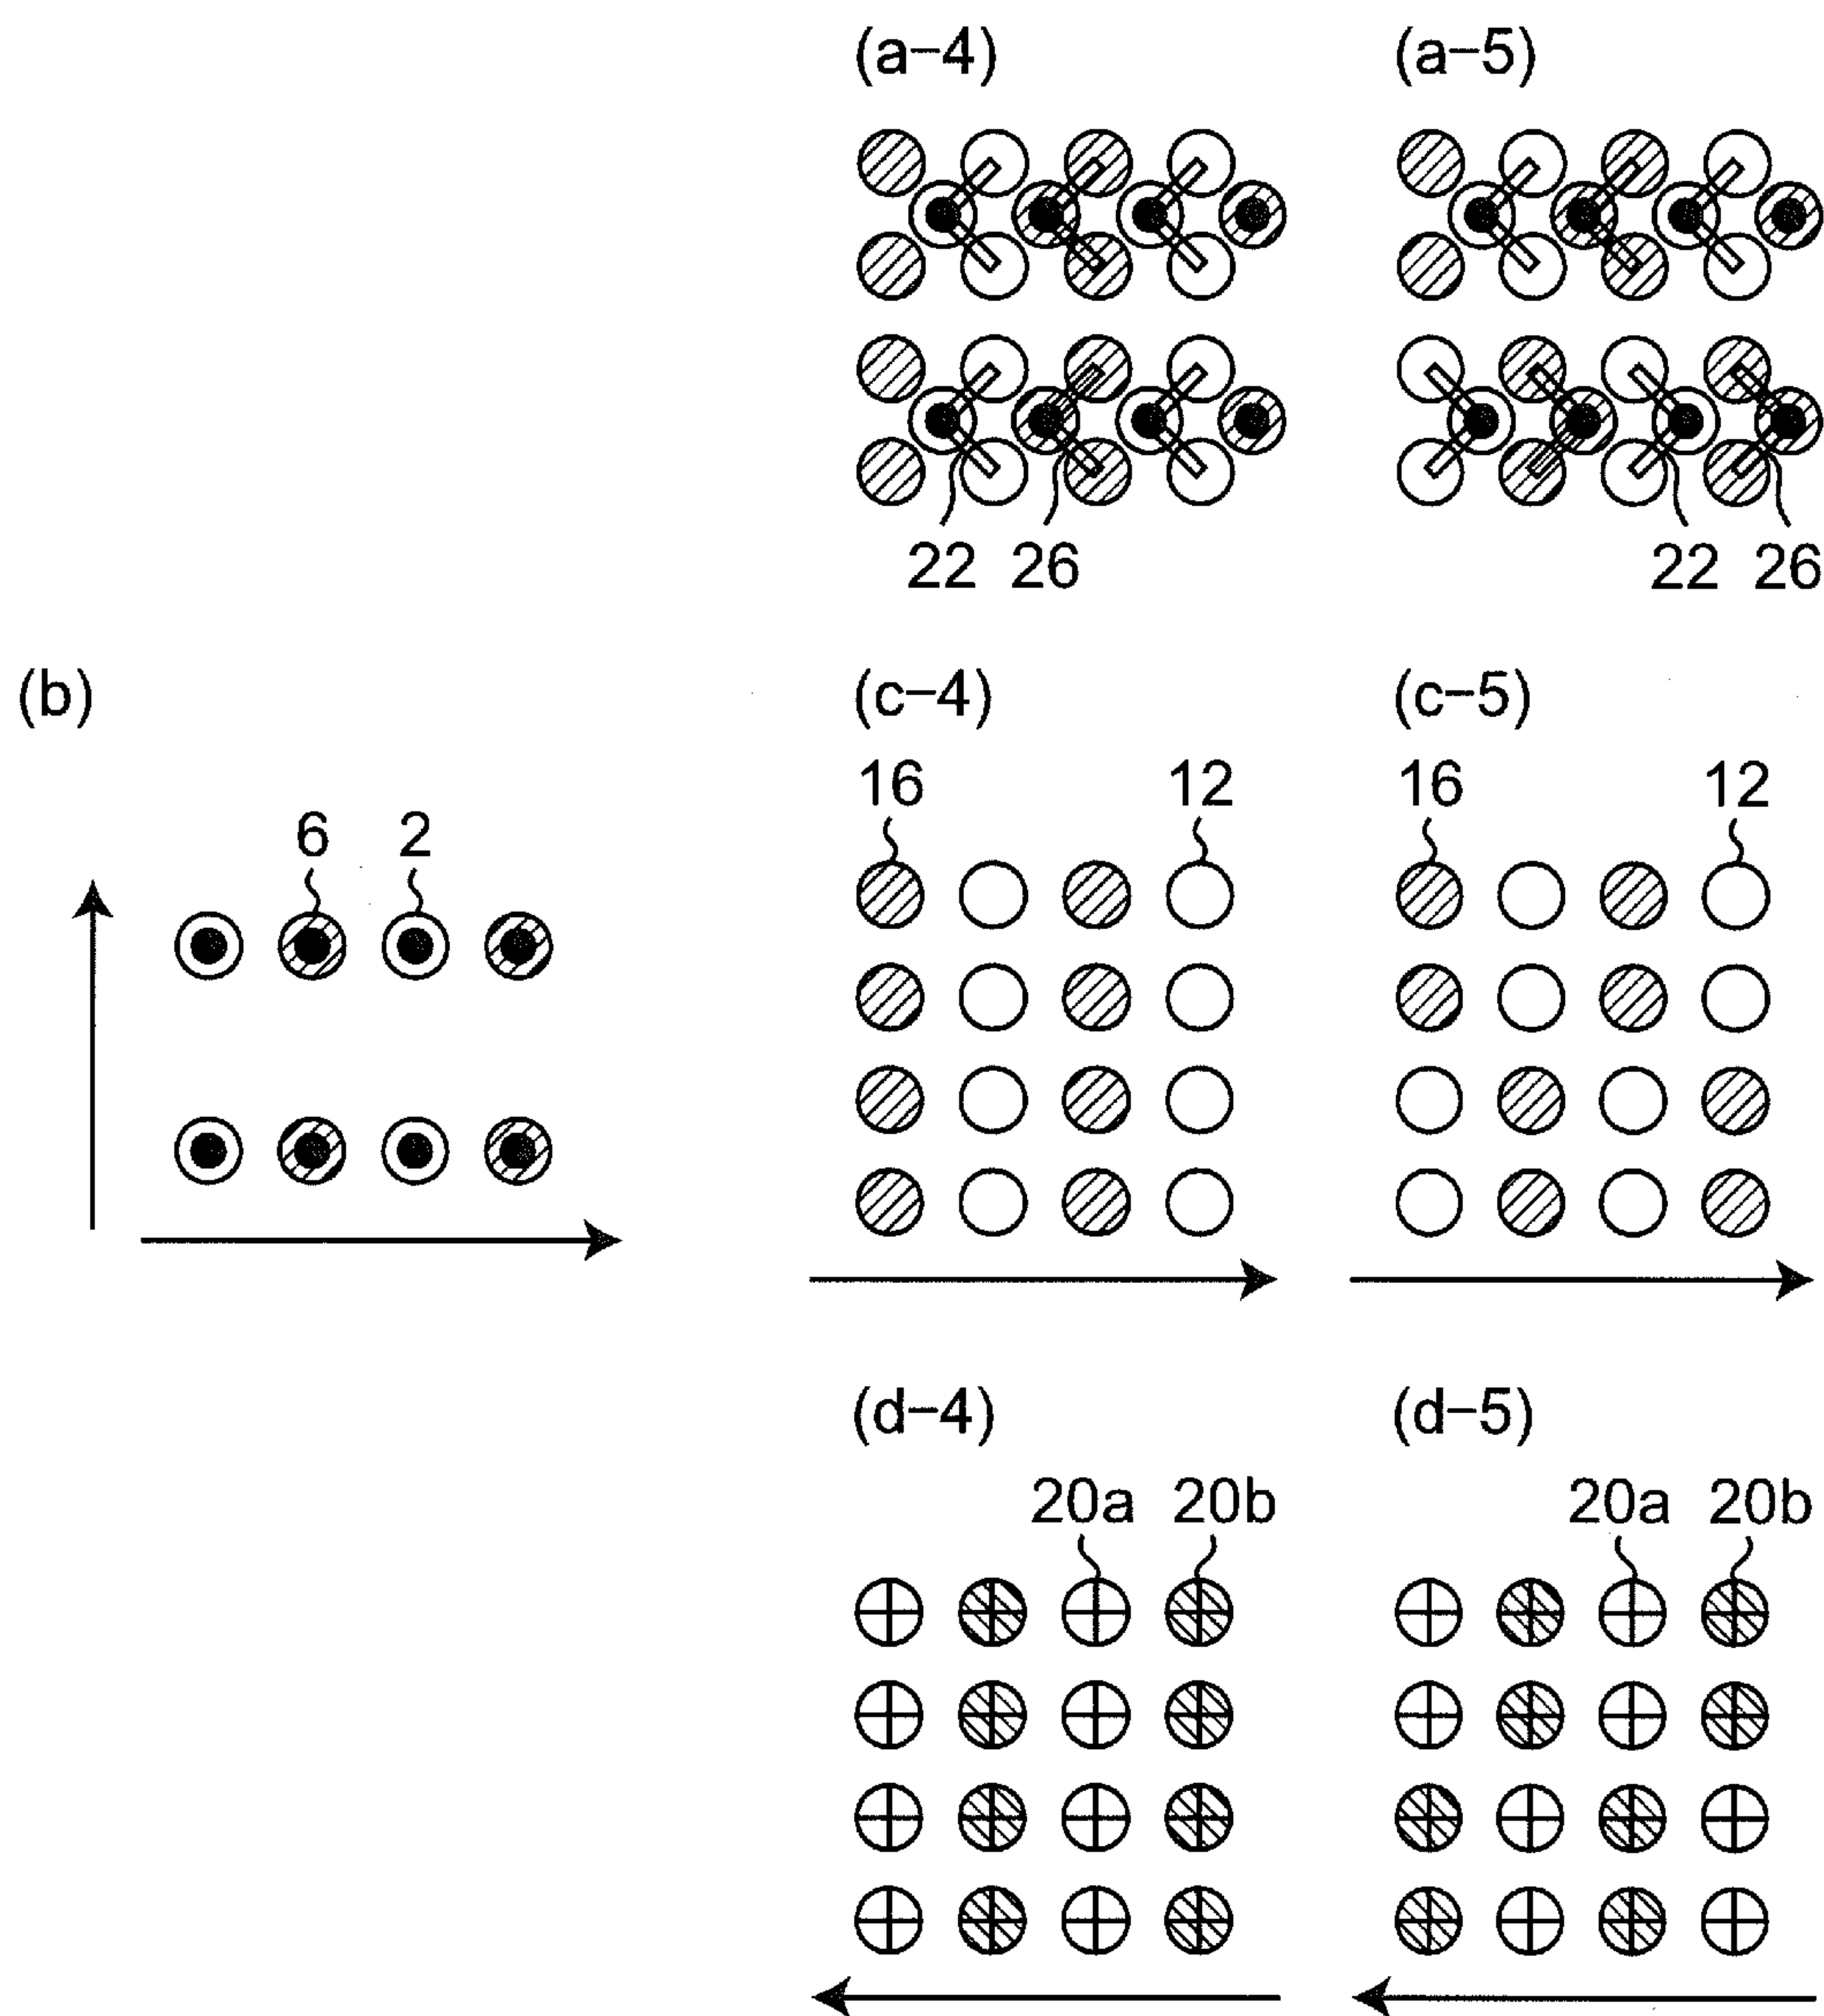 (a-4) (a-5)
22 26 22 26
(b) (c-4) (c-5)
16 12 16 12
6 2
(d-4) (d-5)
20a 20b 20a 20b